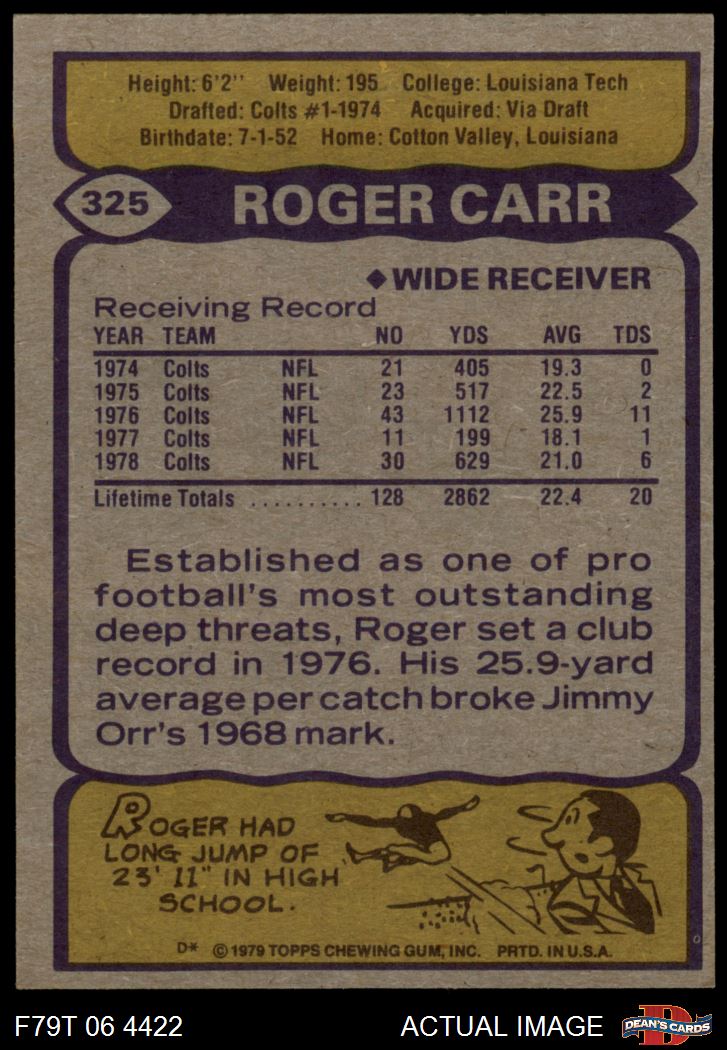 Height: 6'2" Weight: 195 College: Louisiana Tech
Drafted: Colts #1-1974 Acquired: Via Draft
Birthdate: 7-1-52 Home: Cotton Valley, Louisiana
325 ROGER CARR
◆WIDE RECEIVER
Receiving Record
YEAR TEAM NO YDS AVG TDS
1974 Colts NFL 21 405 19.3 0
1975 Colts NFL 23 517 22.5 2
1976 Colts NFL 43 1112 25.9 11
1977 Colts NFL 11 199 18.1 1
1978 Colts NFL 30 629 21.0 6
Lifetime Totals .......... 128 2862 22.4 20
Established as one of pro
football's most outstanding
deep threats, Roger set a club
record in 1976. His 25.9-yard
average per catch broke Jimmy
Orr's 1968 mark.
ROGER HAD
LONG JUMP OF
23' 11" IN HIGH
SCHOOL.
D* © 1979 TOPPS CHEWING GUM, INC. PRTD. IN U.S.A.
F79T 06 4422 ACTUAL IMAGE D DEAN'S CARDS